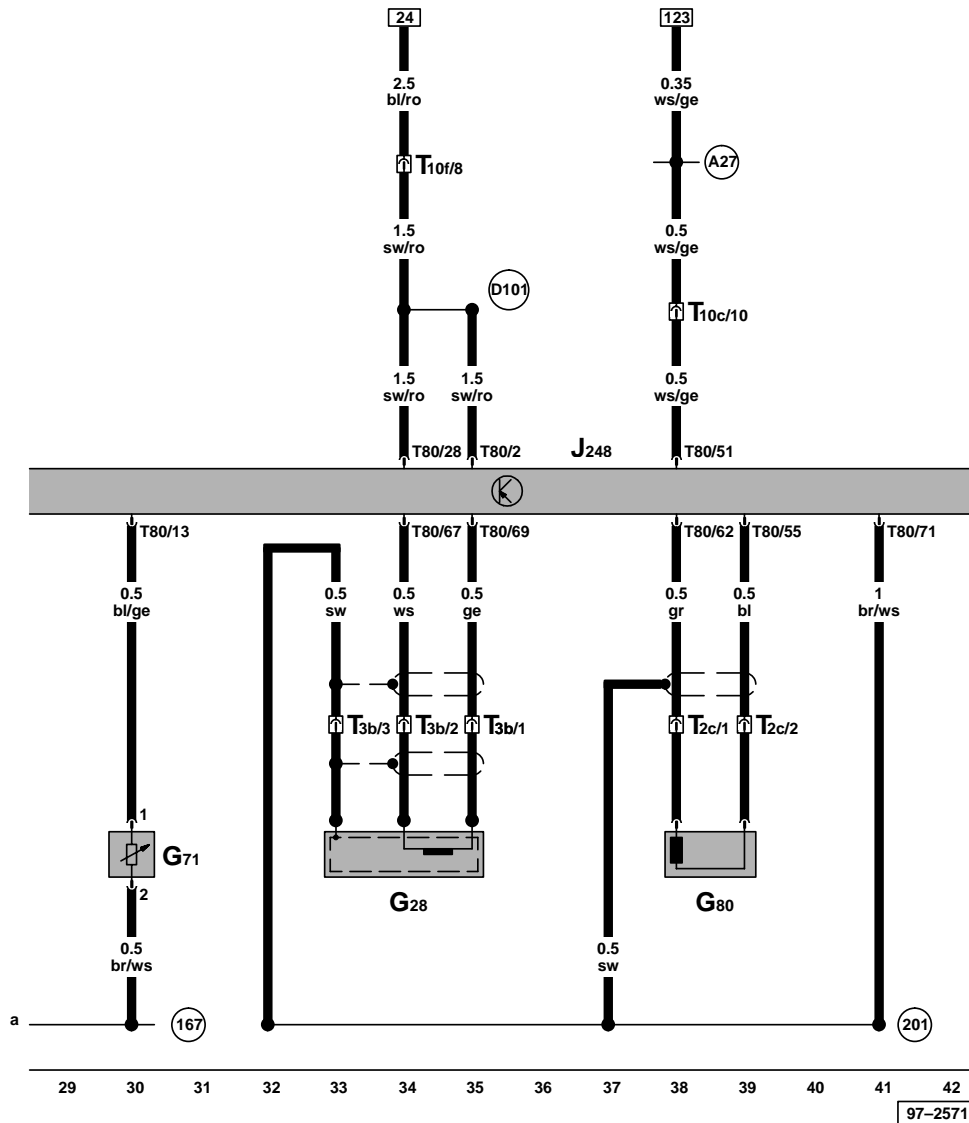 24
123
2.5
bl/ro
0.35
ws/ge
T10f/8
A27
1.5
sw/ro
0.5
ws/ge
D101
T10c/10
1.5
sw/ro
1.5
sw/ro
0.5
ws/ge
T80/28
T80/2
J248
T80/51
T80/13
T80/67
T80/69
T80/62
T80/55
T80/71
0.5
bl/ge
0.5
sw
0.5
ws
0.5
ge
0.5
gr
0.5
bl
1
br/ws
T3b/3
T3b/2
T3b/1
T2c/1
T2c/2
1
G71
2
G28
G80
0.5
br/ws
0.5
sw
a
167
201
29 30 31 32 33 34 35 36 37 38 39 40 41 42
97–2571